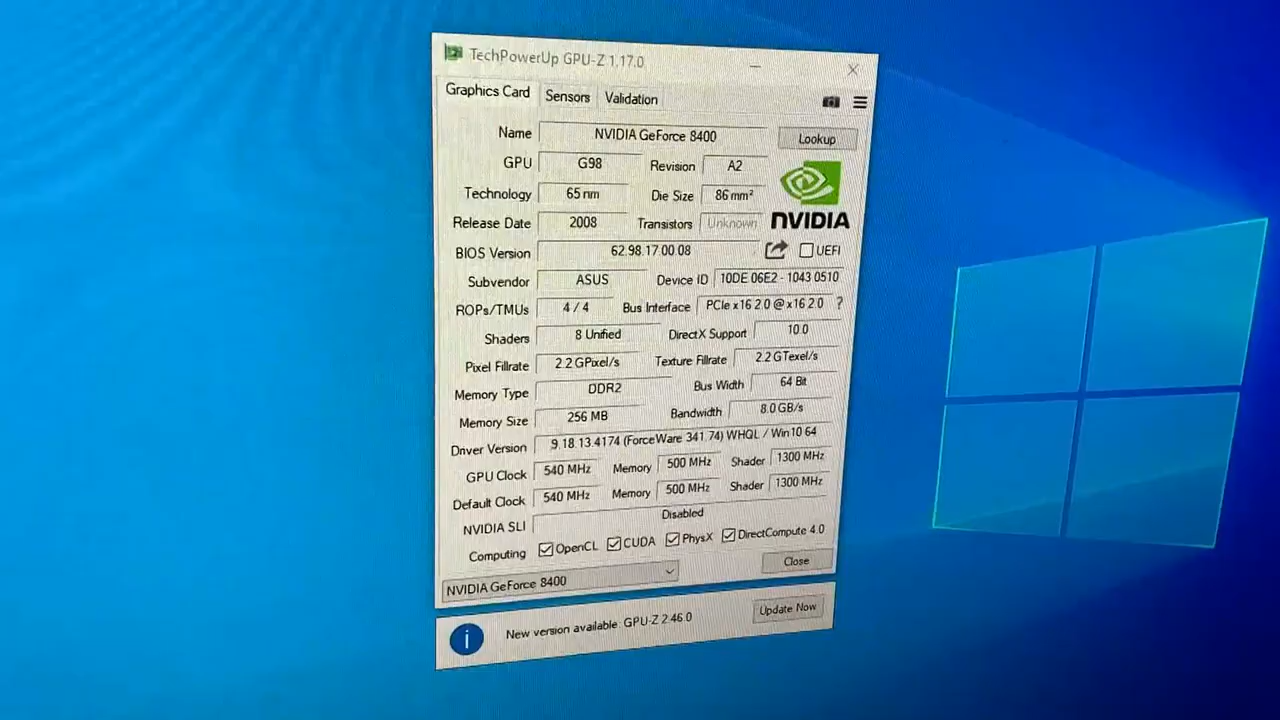 TechPowerUp GPU-Z 1.17.0
Graphics Card Sensors Validation
Name NVIDIA GeForce 8400 Lookup
GPU G98 Revision A2
Technology 65 nm Die Size 86 mm²
Release Date 2008 Transistors Unknown
NVIDIA
BIOS Version 62.98.17.00.08 UEFI
Subvendor ASUS Device ID 10DE 06E2 - 1043 0510
ROPs/TMUs 4 / 4 Bus Interface PCIe x16 2.0 @ x16 2.0 ?
Shaders 8 Unified DirectX Support 10.0
Pixel Fillrate 2.2 GPixel/s Texture Fillrate 2.2 GTexel/s
Memory Type DDR2 Bus Width 64 Bit
Memory Size 256 MB Bandwidth 8.0 GB/s
Driver Version 9.18.13.4174 (ForceWare 341.74) WHQL / Win10 64
GPU Clock 540 MHz Memory 500 MHz Shader 1300 MHz
Default Clock 540 MHz Memory 500 MHz Shader 1300 MHz
NVIDIA SLI Disabled
Computing OpenCL CUDA PhysX DirectCompute 4.0
NVIDIA GeForce 8400 Close
New version available: GPU-Z 2.46.0 Update Now